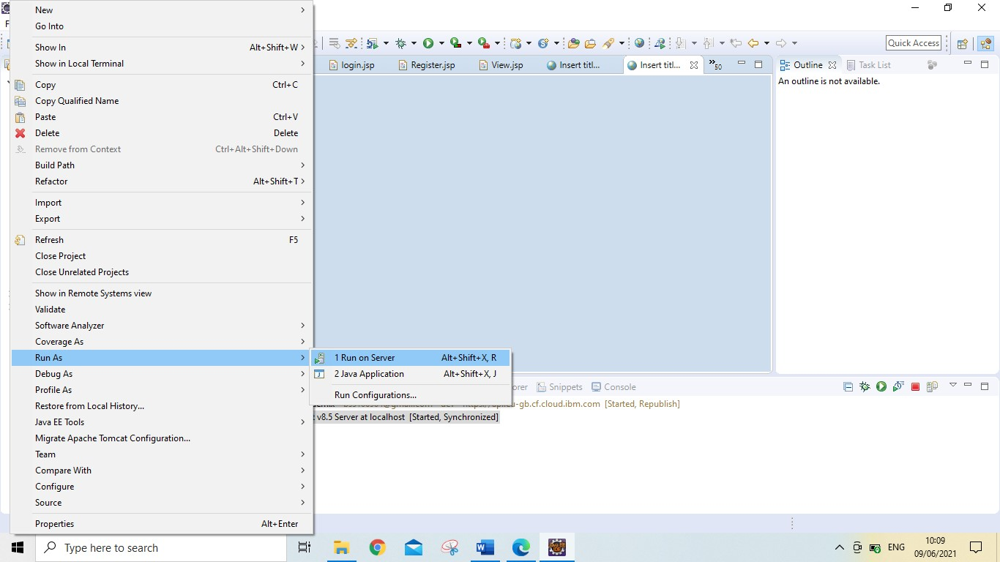 New
Go Into
Show In Alt+Shift+W
Show in Local Terminal
Copy Ctrl+C
Copy Qualified Name
Paste Ctrl+V
Delete Delete
Remove from Context Ctrl+Alt+Shift+Down
Build Path
Refactor Alt+Shift+T
Import
Export
Refresh F5
Close Project
Close Unrelated Projects
Show in Remote Systems view
Validate
Software Analyzer
Coverage As
Run As
Debug As
Profile As
Restore from Local History...
Java EE Tools
Migrate Apache Tomcat Configuration...
Team
Compare With
Configure
Source
Properties Alt+Enter
1 Run on Server Alt+Shift+X, R
2 Java Application Alt+Shift+X, J
Run Configurations...
Quick Access
login.jsp Register.jsp View.jsp Insert titl... Insert titl... 50
Outline Task List
An outline is not available.
Snippets Console
-gb.cf.cloud.ibm.com [Started, Republish]
v8.5 Server at localhost [Started, Synchronized]
Type here to search
ENG
10:09
09/06/2021